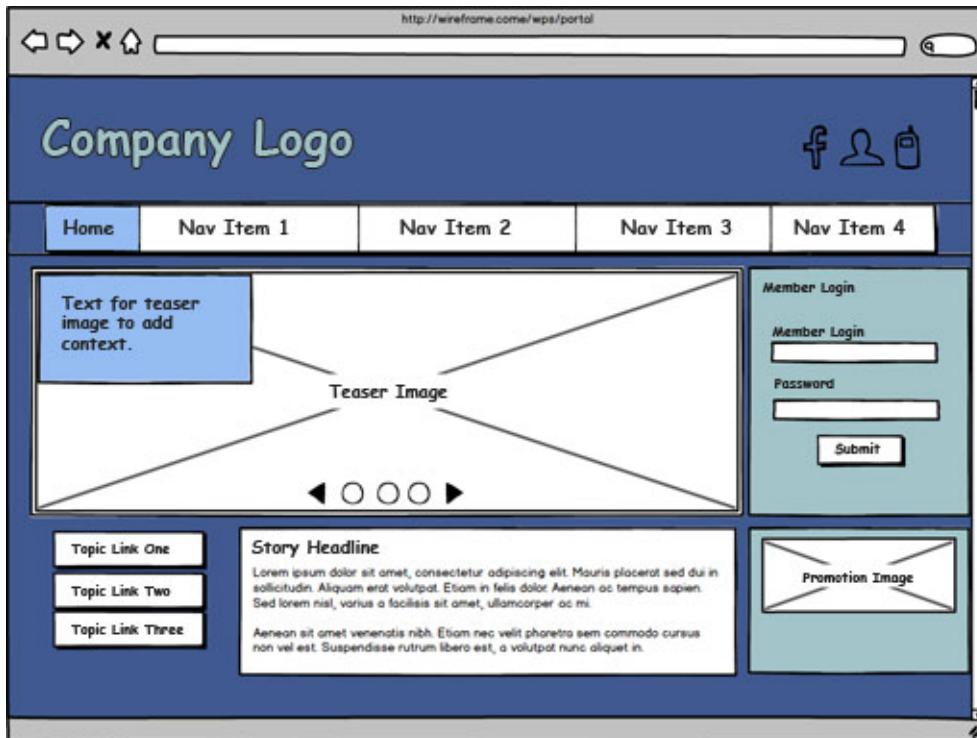 http://wireframe.come/wps/portal
Company Logo
Home
Nav Item 1
Nav Item 2
Nav Item 3
Nav Item 4
Text for teaser
image to add
context.
Teaser Image
Member Login
Member Login
Password
Submit
Topic Link One
Topic Link Two
Topic Link Three
Story Headline
Lorem ipsum dolor sit amet, consectetur adipiscing elit. Mauris placerat sed dui in
sollicitudin. Aliquam erat volutpat. Etiam in felis dolor. Aenean ac tempus sapien.
Sed lorem nisl, varius a facilisis sit amet, ullamcorper ac mi.
Aenean sit amet venenatis nibh. Etiam nec velit pharetra sem commodo cursus
non vel est. Suspendisse rutrum libero est, a volutpat nunc aliquet in.
Promotion Image